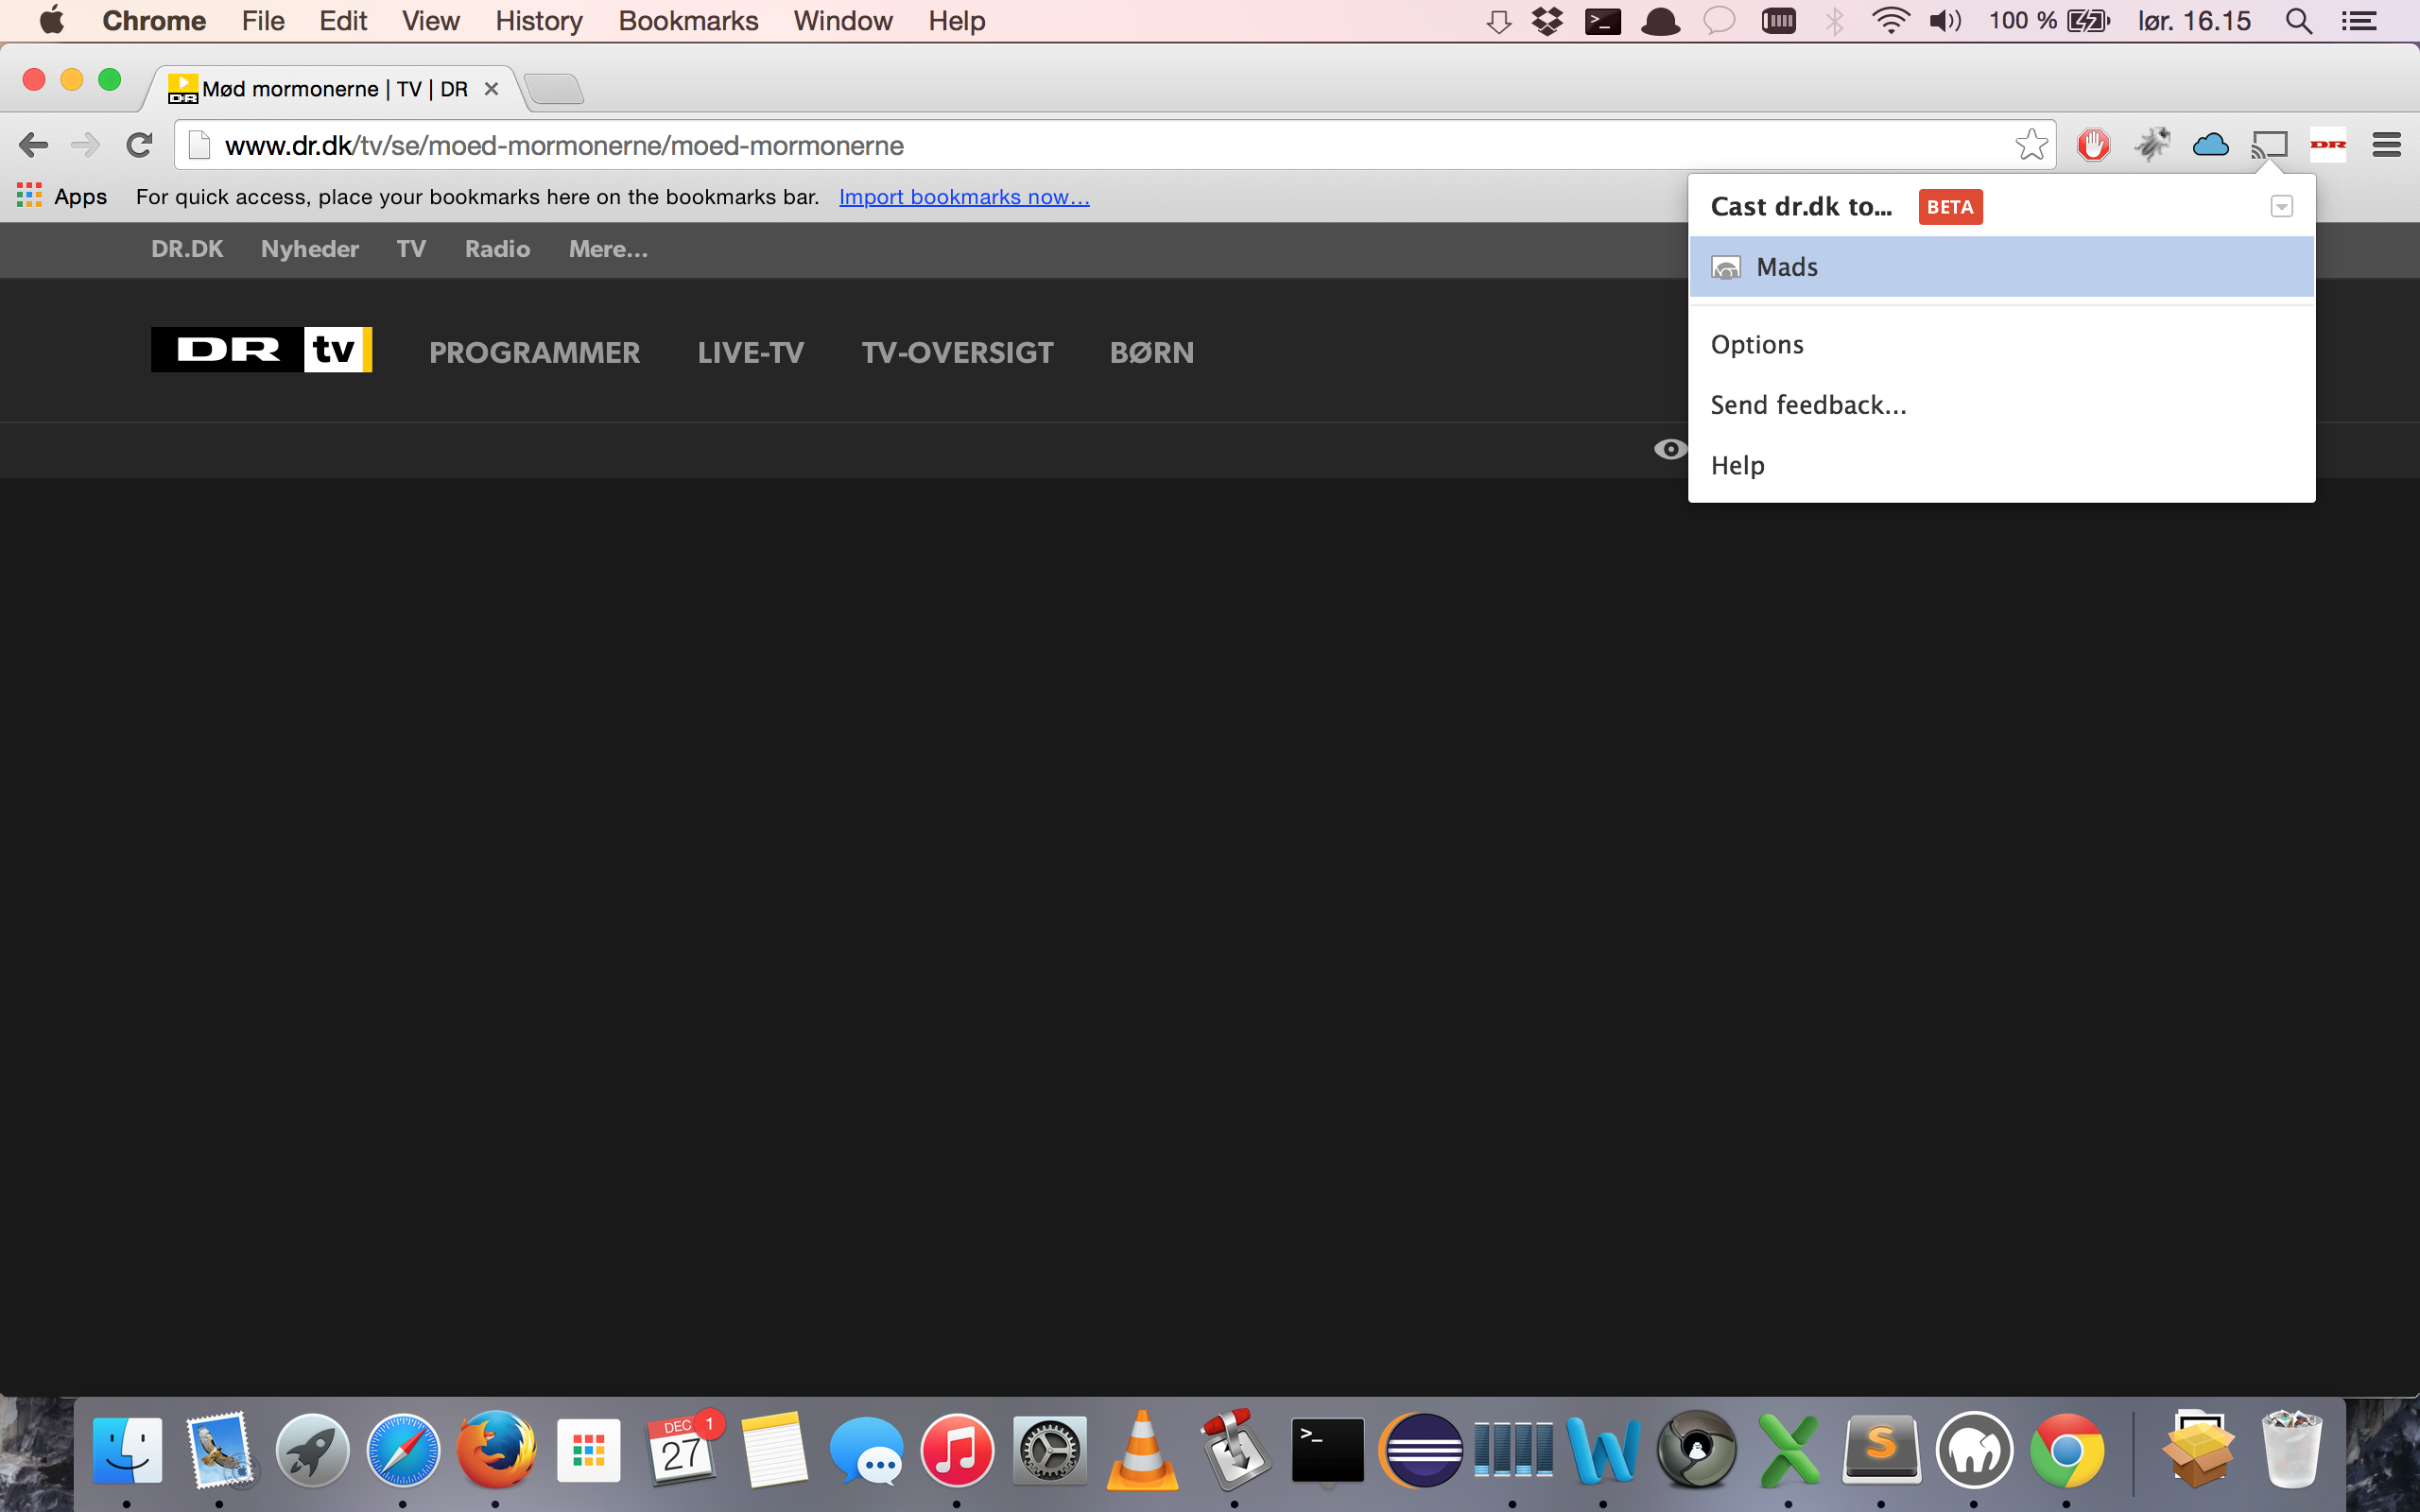 Chrome File Edit View History Bookmarks Window Help 100 % lør. 16.15
Mød mormonerne | TV | DR
www.dr.dk/tv/se/moed-mormonerne/moed-mormonerne
DR
Apps For quick access, place your bookmarks here on the bookmarks bar. Import bookmarks now...
Cast dr.dk to... BETA
Mads
Options
Send feedback...
Help
DR.DK Nyheder TV Radio Mere...
DR tv PROGRAMMER LIVE-TV TV-OVERSIGT BØRN
DEC 1
27
>_
W
X
S